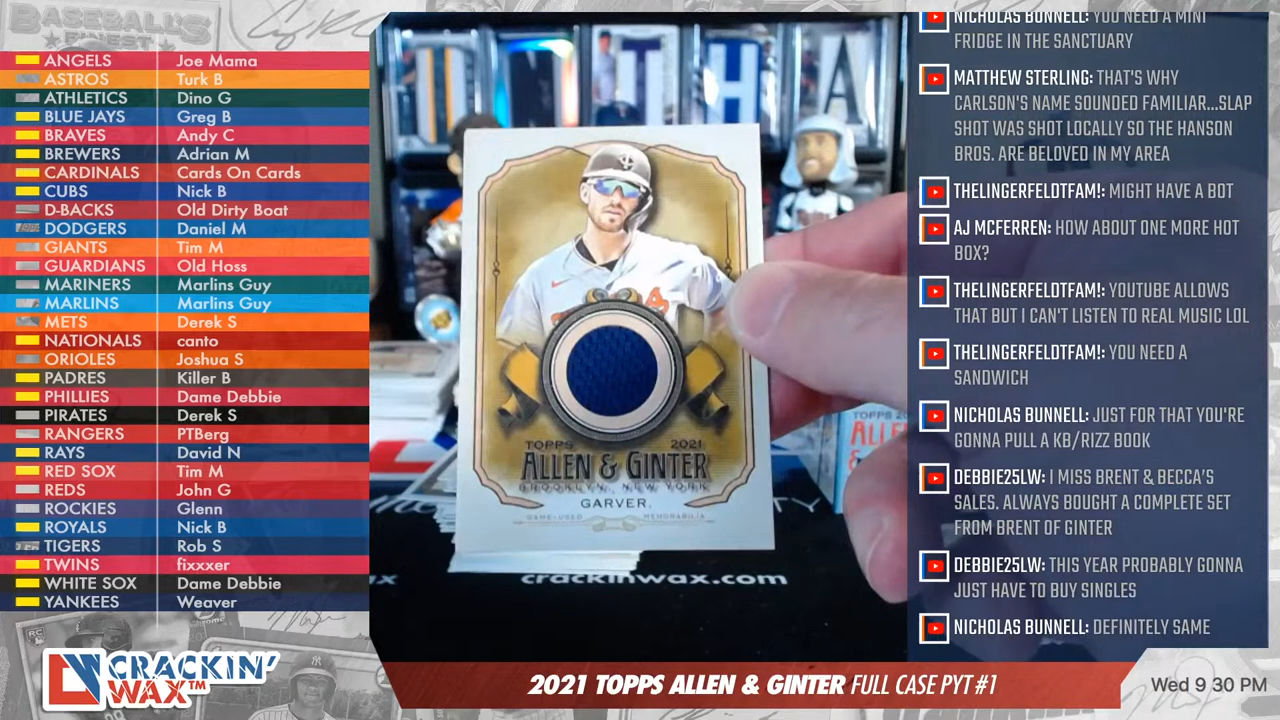 BASEBALL'S
FINEST
ANGELS Joe Mama
ASTROS Turk B
ATHLETICS Dino G
BLUE JAYS Greg B
BRAVES Andy C
BREWERS Adrian M
CARDINALS Cards On Cards
CUBS Nick B
D-BACKS Old Dirty Boat
DODGERS Daniel M
GIANTS Tim M
GUARDIANS Old Hoss
MARINERS Marlins Guy
MARLINS Marlins Guy
METS Derek S
NATIONALS canto
ORIOLES Joshua S
PADRES Killer B
PHILLIES Dame Debbie
PIRATES Derek S
RANGERS PTBerg
RAYS David N
RED SOX Tim M
REDS John G
ROCKIES Glenn
ROYALS Nick B
TIGERS Rob S
TWINS fixxxer
WHITE SOX Dame Debbie
YANKEES Weaver
RC
CRACKIN'
WAX™
TOPPS 2021
ALLEN & GINTER
BROOKLYN, NEW YORK
GARVER.
GAME-USED MEMORABILIA
crackinwax.com
NICHOLAS BUNNELL: YOU NEED A MINI
FRIDGE IN THE SANCTUARY
MATTHEW STERLING: THAT'S WHY
CARLSON'S NAME SOUNDED FAMILIAR...SLAP
SHOT WAS SHOT LOCALLY SO THE HANSON
BROS. ARE BELOVED IN MY AREA
THELINGERFELDTFAM!: MIGHT HAVE A BOT
AJ MCFERREN: HOW ABOUT ONE MORE HOT
BOX?
THELINGERFELDTFAM!: YOUTUBE ALLOWS
THAT BUT I CAN'T LISTEN TO REAL MUSIC LOL
THELINGERFELDTFAM!: YOU NEED A
SANDWICH
NICHOLAS BUNNELL: JUST FOR THAT YOU'RE
GONNA PULL A KB/RIZZ BOOK
DEBBIE25LW: I MISS BRENT & BECCA'S
SALES. ALWAYS BOUGHT A COMPLETE SET
FROM BRENT OF GINTER
DEBBIE25LW: THIS YEAR PROBABLY GONNA
JUST HAVE TO BUY SINGLES
NICHOLAS BUNNELL: DEFINITELY SAME
2021 TOPPS ALLEN & GINTER FULL CASE PYT #1
Wed 9 30 PM